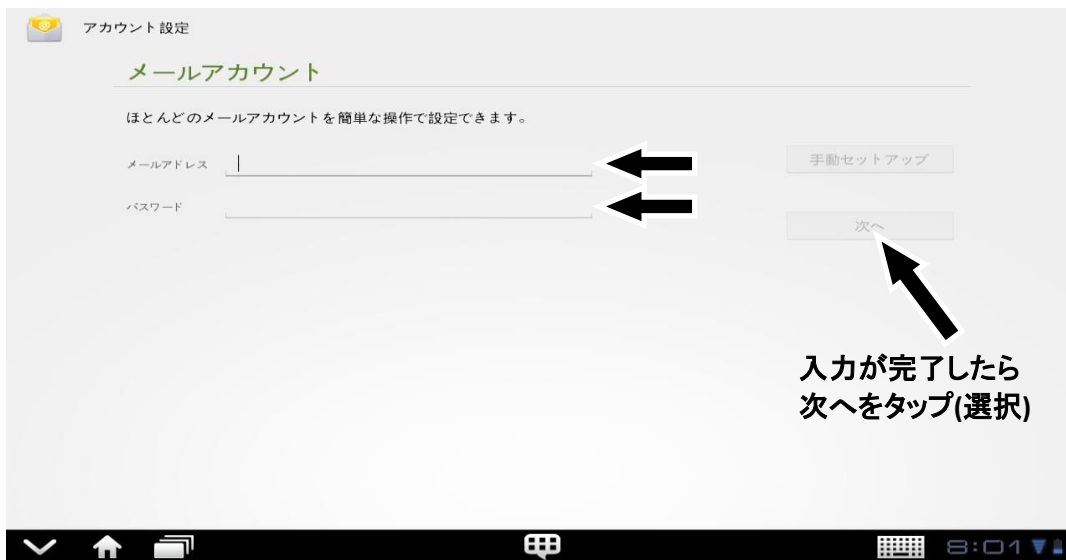 アカウント設定
メールアカウント
ほとんどのメールアカウントを簡単な操作で設定できます。
メールアドレス
手動セットアップ
パスワード
次へ
入力が完了したら
次へをタップ(選択)
8:01